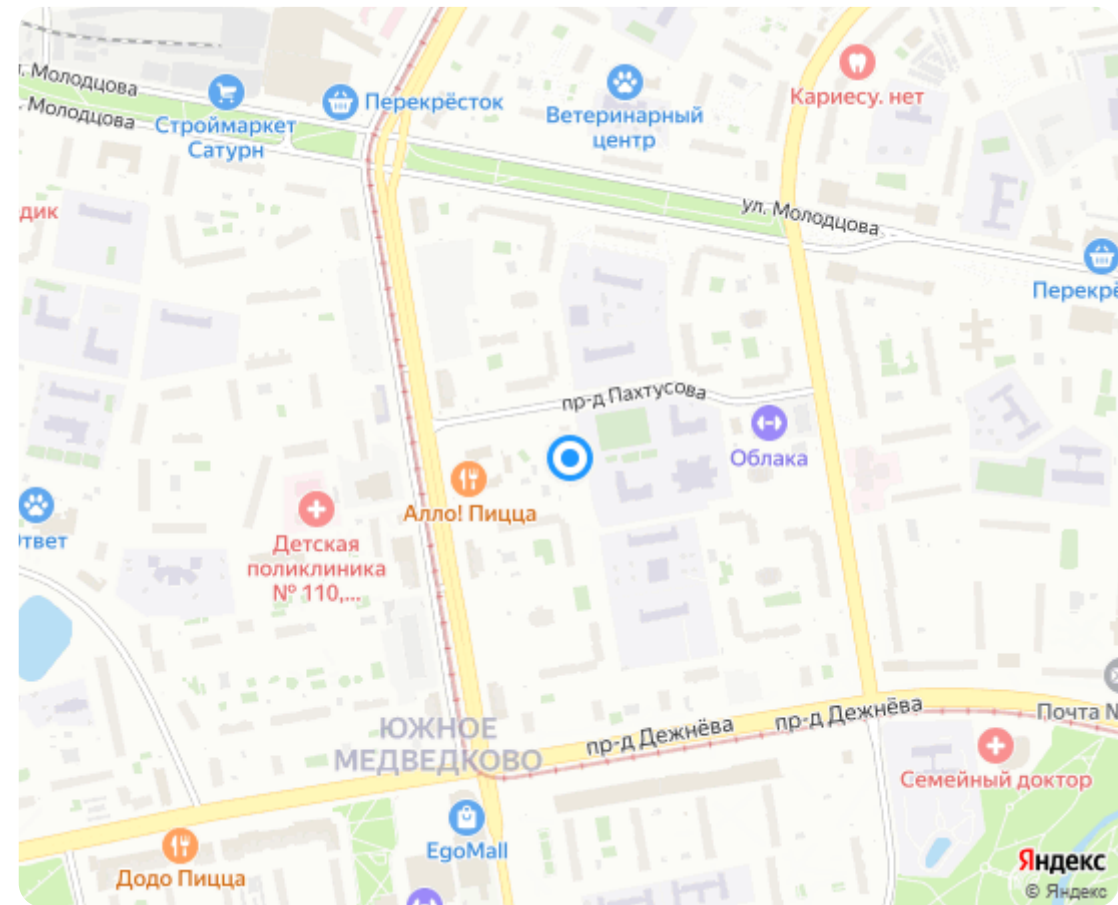 . Молодцова
. Молодцова
Строймаркет
Сатурн
Перекрёсток
Ветеринарный
центр
Кариесу. нет
дик
ул. Молодцова
Перекрё
пр-д Пахтусова
Облака
Алло! Пицца
Ответ
Детская
поликлиника
№ 110,...
ЮЖНОЕ
МЕДВЕДКОВО
пр-д Дежнёва
пр-д Дежнёва
Почта №
Семейный доктор
EgoMall
Додо Пицца
Яндекс
© Яндекс